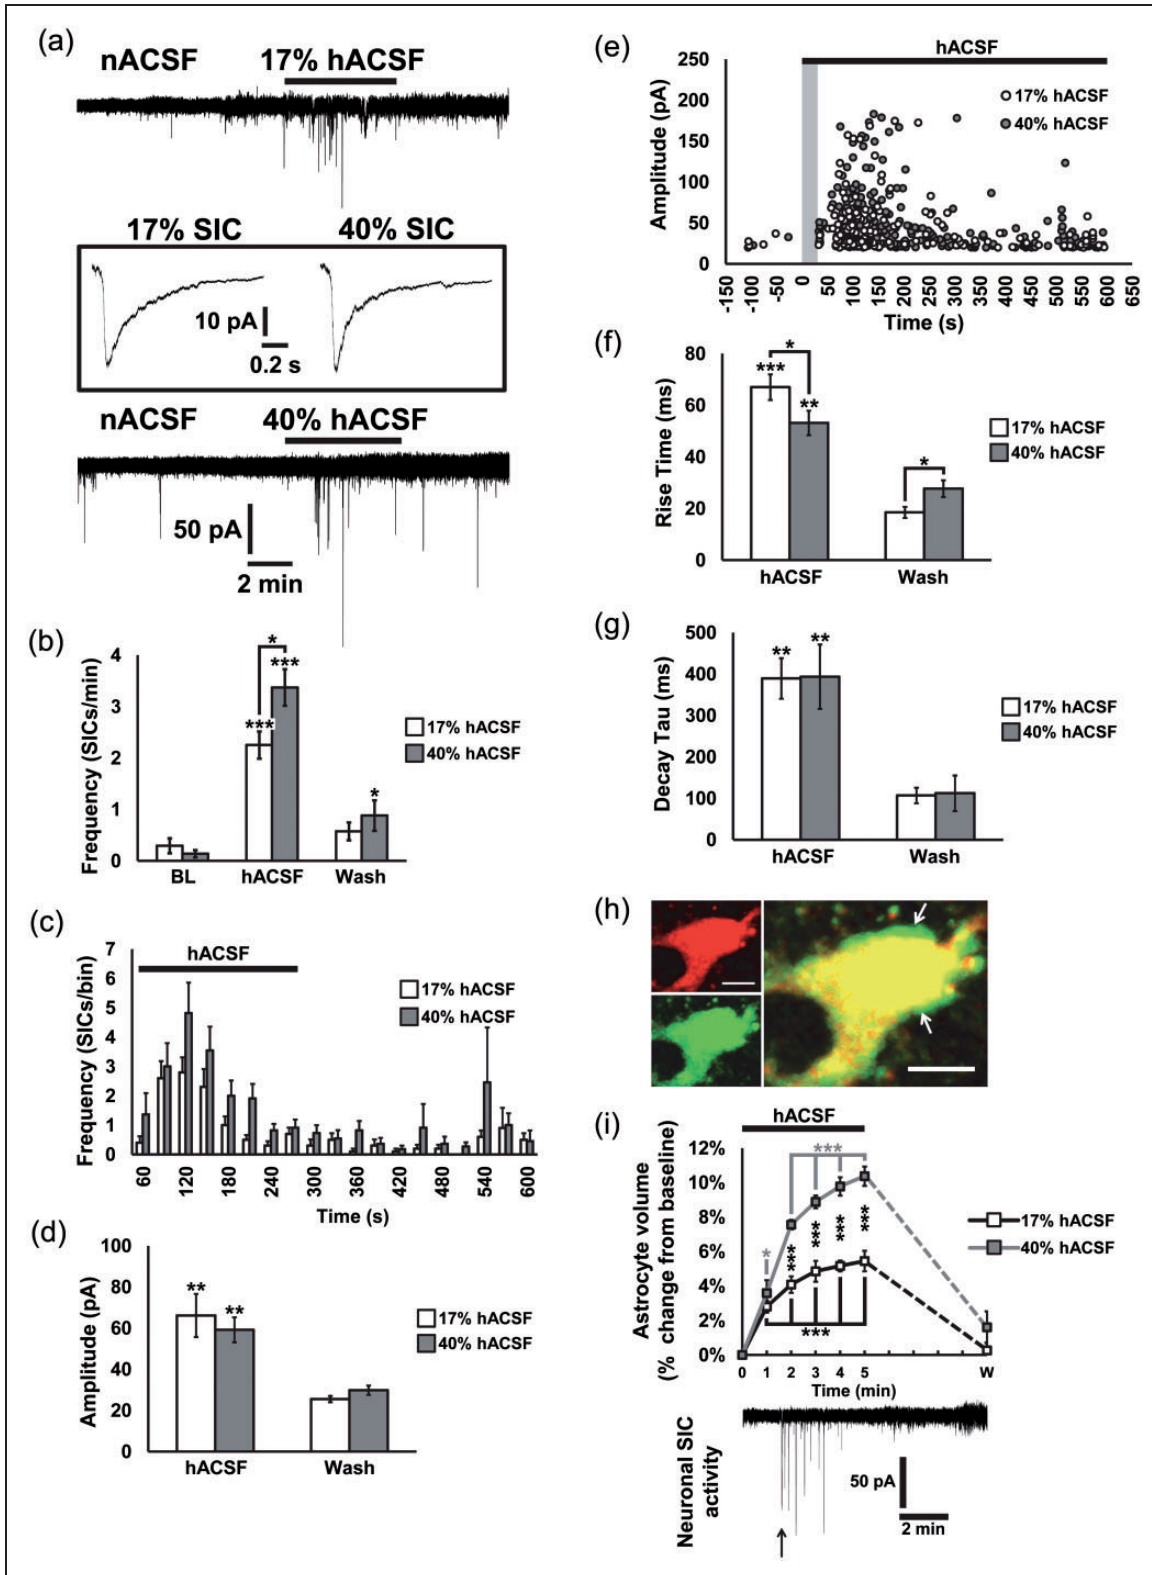 (a)
nACSF 17% hACSF
17% SIC 40% SIC
10 pA
0.2 s
nACSF 40% hACSF
50 pA
2 min
(b)
Frequency (SICs/min)
4
3
2
1
0
*
***
***
*
17% hACSF
40% hACSF
BL hACSF Wash
(c)
Frequency (SICs/bin)
7
6
5
4
3
2
1
0
hACSF
17% hACSF
40% hACSF
60 120 180 240 300 360 420 480 540 600
Time (s)
(d)
Amplitude (pA)
100
80
60
40
20
0
** **
17% hACSF
40% hACSF
hACSF Wash
(e)
hACSF
Amplitude (pA)
250
200
150
100
50
0
17% hACSF
40% hACSF
-150 -100 -50 0 50 100 150 200 250 300 350 400 450 500 550 600 650
Time (s)
(f)
Rise Time (ms)
80
60
40
20
0
*
***
**
*
17% hACSF
40% hACSF
hACSF Wash
(g)
Decay Tau (ms)
500
400
300
200
100
0
** **
17% hACSF
40% hACSF
hACSF Wash
(h)
(i)
hACSF
Astrocyte volume
(% change from baseline)
12%
10%
8%
6%
4%
2%
0%
***
* *** *** *** ***
***
17% hACSF
40% hACSF
0 1 2 3 4 5 W
Time (min)
Neuronal SIC
activity
50 pA
2 min